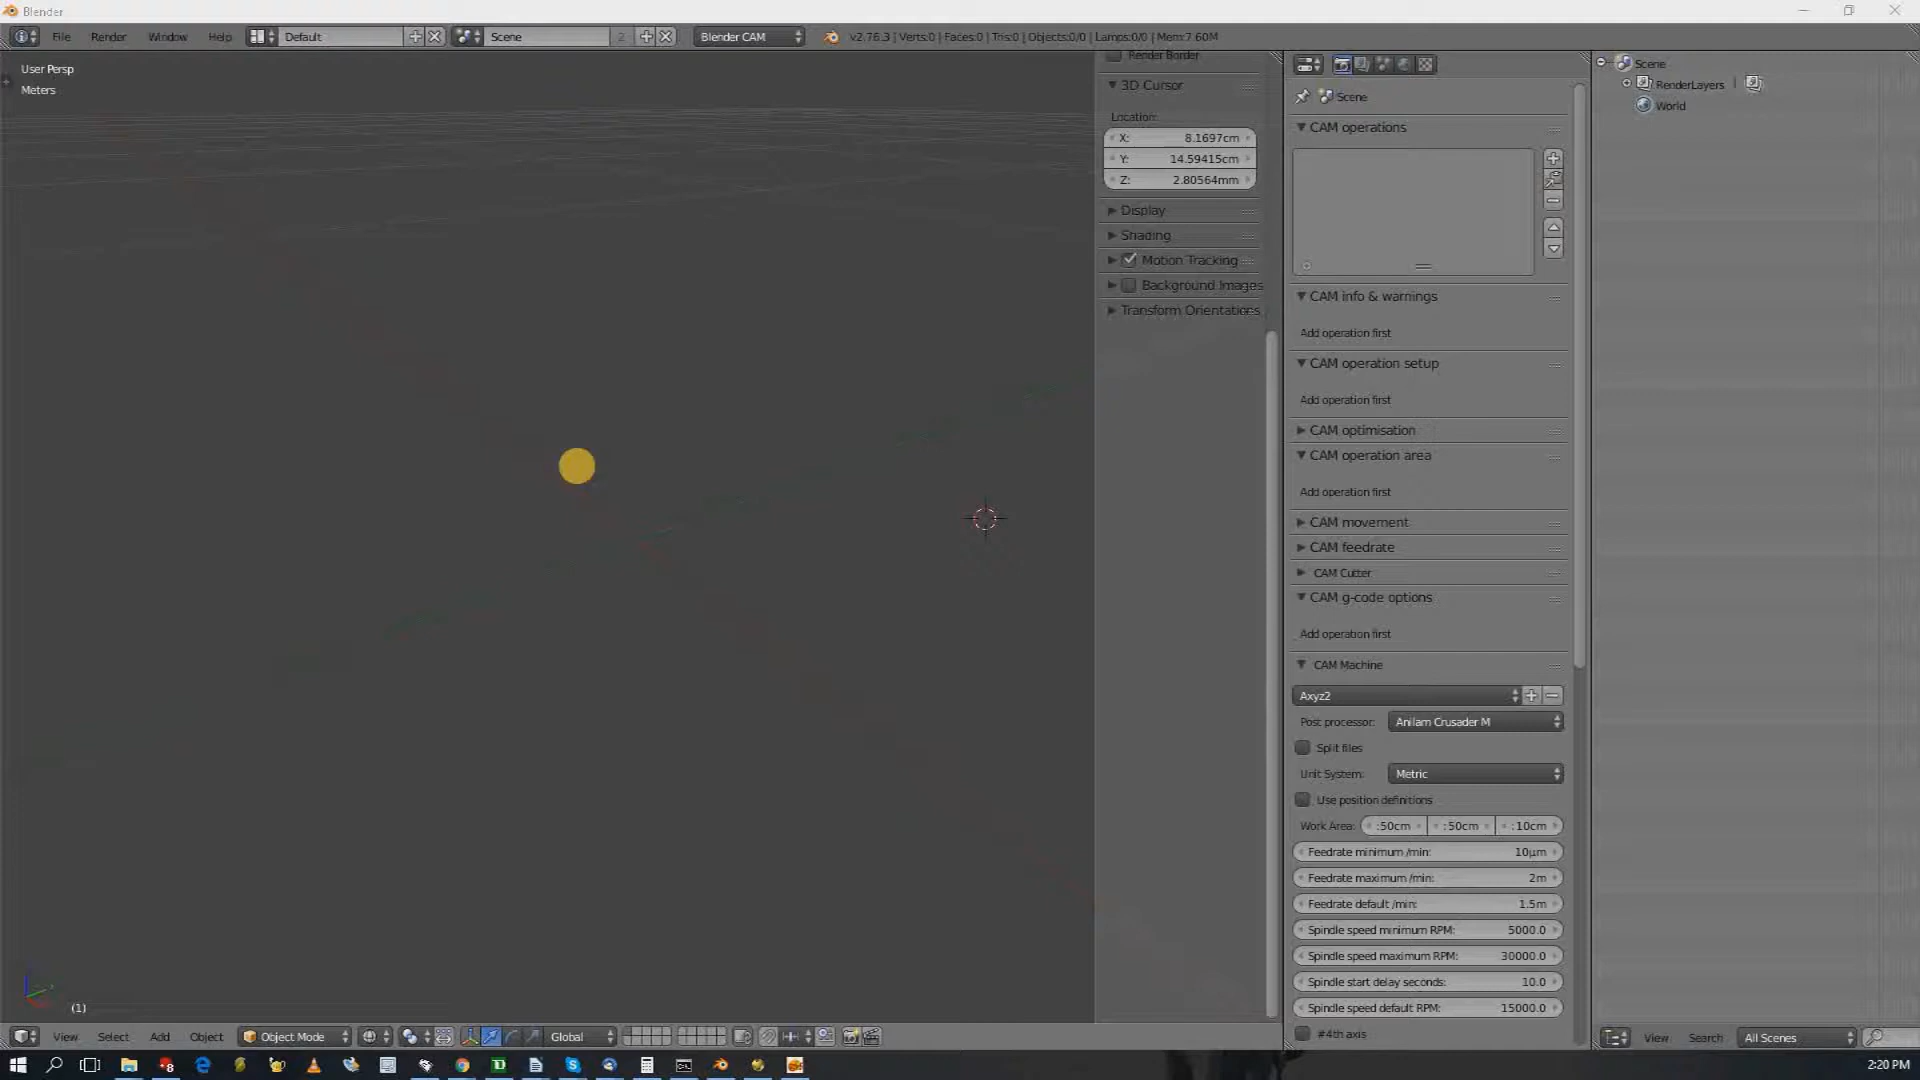 Blender
File Render Window Help Default Scene 2 Blender CAM v2.76.3 | Verts:0 | Faces:0 | Tris:0 | Objects:0/0 | Lamps:0/0 | Mem:7.60M
User Persp
Meters
Render Border
3D Cursor
Location:
X: 8.1697cm
Y: 14.59415cm
Z: 2.80564mm
Display
Shading
Motion Tracking
Background Images
Transform Orientations
Scene
CAM operations
CAM info & warnings
Add operation first
CAM operation setup
Add operation first
CAM optimisation
CAM operation area
Add operation first
CAM movement
CAM feedrate
CAM Cutter
CAM g-code options
Add operation first
CAM Machine
Axyz2
Post processor: Anilam Crusader M
Split files
Unit System: Metric
Use position definitions
Work Area: :50cm :50cm :10cm
Feedrate minimum /min: 10µm
Feedrate maximum /min: 2m
Feedrate default /min: 1.5m
Spindle speed minimum RPM: 5000.0
Spindle speed maximum RPM: 30000.0
Spindle start delay seconds: 10.0
Spindle speed default RPM: 15000.0
#4th axis
Scene
RenderLayers |
World
(1)
View Select Add Object Object Mode Global
View Search All Scenes
2:20 PM